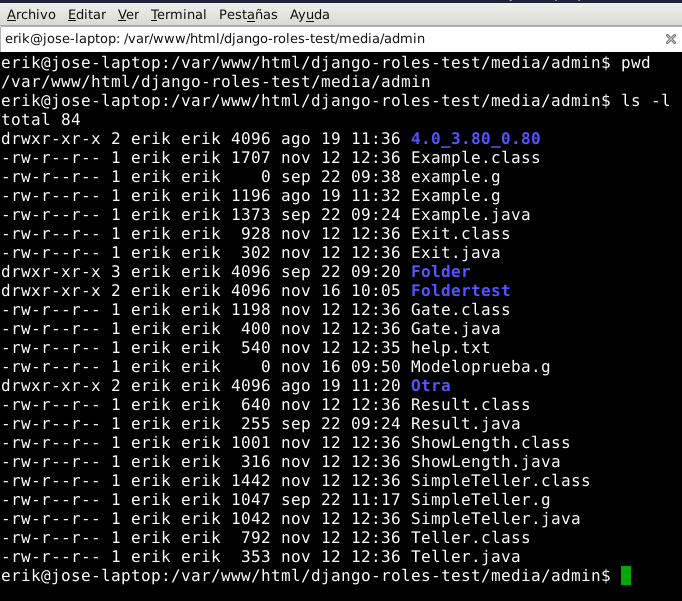 Archivo Editar Ver Terminal Pestañas Ayuda
erik@jose-laptop: /var/www/html/django-roles-test/media/admin
erik@jose-laptop:/var/www/html/django-roles-test/media/admin$ pwd
/var/www/html/django-roles-test/media/admin
erik@jose-laptop:/var/www/html/django-roles-test/media/admin$ ls -l
total 84
drwxr-xr-x 2 erik erik 4096 ago 19 11:36 4.0_3.80_0.80
-rw-r--r-- 1 erik erik 1707 nov 12 12:36 Example.class
-rw-r--r-- 1 erik erik    0 sep 22 09:38 example.g
-rw-r--r-- 1 erik erik 1196 ago 19 11:32 Example.g
-rw-r--r-- 1 erik erik 1373 sep 22 09:24 Example.java
-rw-r--r-- 1 erik erik  928 nov 12 12:36 Exit.class
-rw-r--r-- 1 erik erik  302 nov 12 12:36 Exit.java
drwxr-xr-x 3 erik erik 4096 sep 22 09:20 Folder
drwxr-xr-x 2 erik erik 4096 nov 16 10:05 Foldertest
-rw-r--r-- 1 erik erik 1198 nov 12 12:36 Gate.class
-rw-r--r-- 1 erik erik  400 nov 12 12:36 Gate.java
-rw-r--r-- 1 erik erik  540 nov 12 12:35 help.txt
-rw-r--r-- 1 erik erik    0 nov 16 09:50 Modeloprueba.g
drwxr-xr-x 2 erik erik 4096 ago 19 11:20 Otra
-rw-r--r-- 1 erik erik  640 nov 12 12:36 Result.class
-rw-r--r-- 1 erik erik  255 sep 22 09:24 Result.java
-rw-r--r-- 1 erik erik 1001 nov 12 12:36 ShowLength.class
-rw-r--r-- 1 erik erik  316 nov 12 12:36 ShowLength.java
-rw-r--r-- 1 erik erik 1442 nov 12 12:36 SimpleTeller.class
-rw-r--r-- 1 erik erik 1047 sep 22 11:17 SimpleTeller.g
-rw-r--r-- 1 erik erik 1042 nov 12 12:36 SimpleTeller.java
-rw-r--r-- 1 erik erik  792 nov 12 12:36 Teller.class
-rw-r--r-- 1 erik erik  353 nov 12 12:36 Teller.java
erik@jose-laptop:/var/www/html/django-roles-test/media/admin$